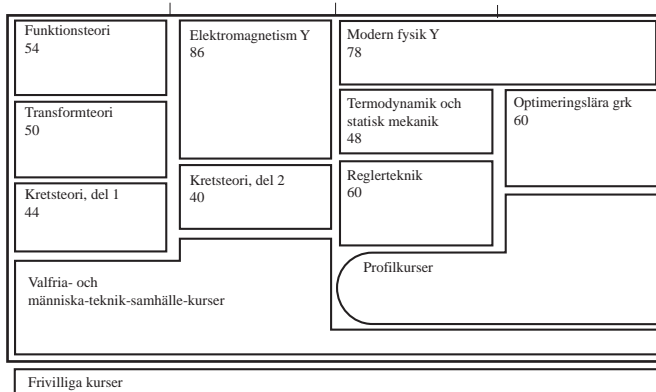 Funktionsteori
54
Elektromagnetism Y
86
Modern fysik Y
78
Transformteori
50
Termodynamik och
statisk mekanik
48
Optimeringslära grk
60
Kretsteori, del 1
44
Kretsteori, del 2
40
Reglerteknik
60
Valfria- och
människa-teknik-samhälle-kurser
Profilkurser
Frivilliga kurser